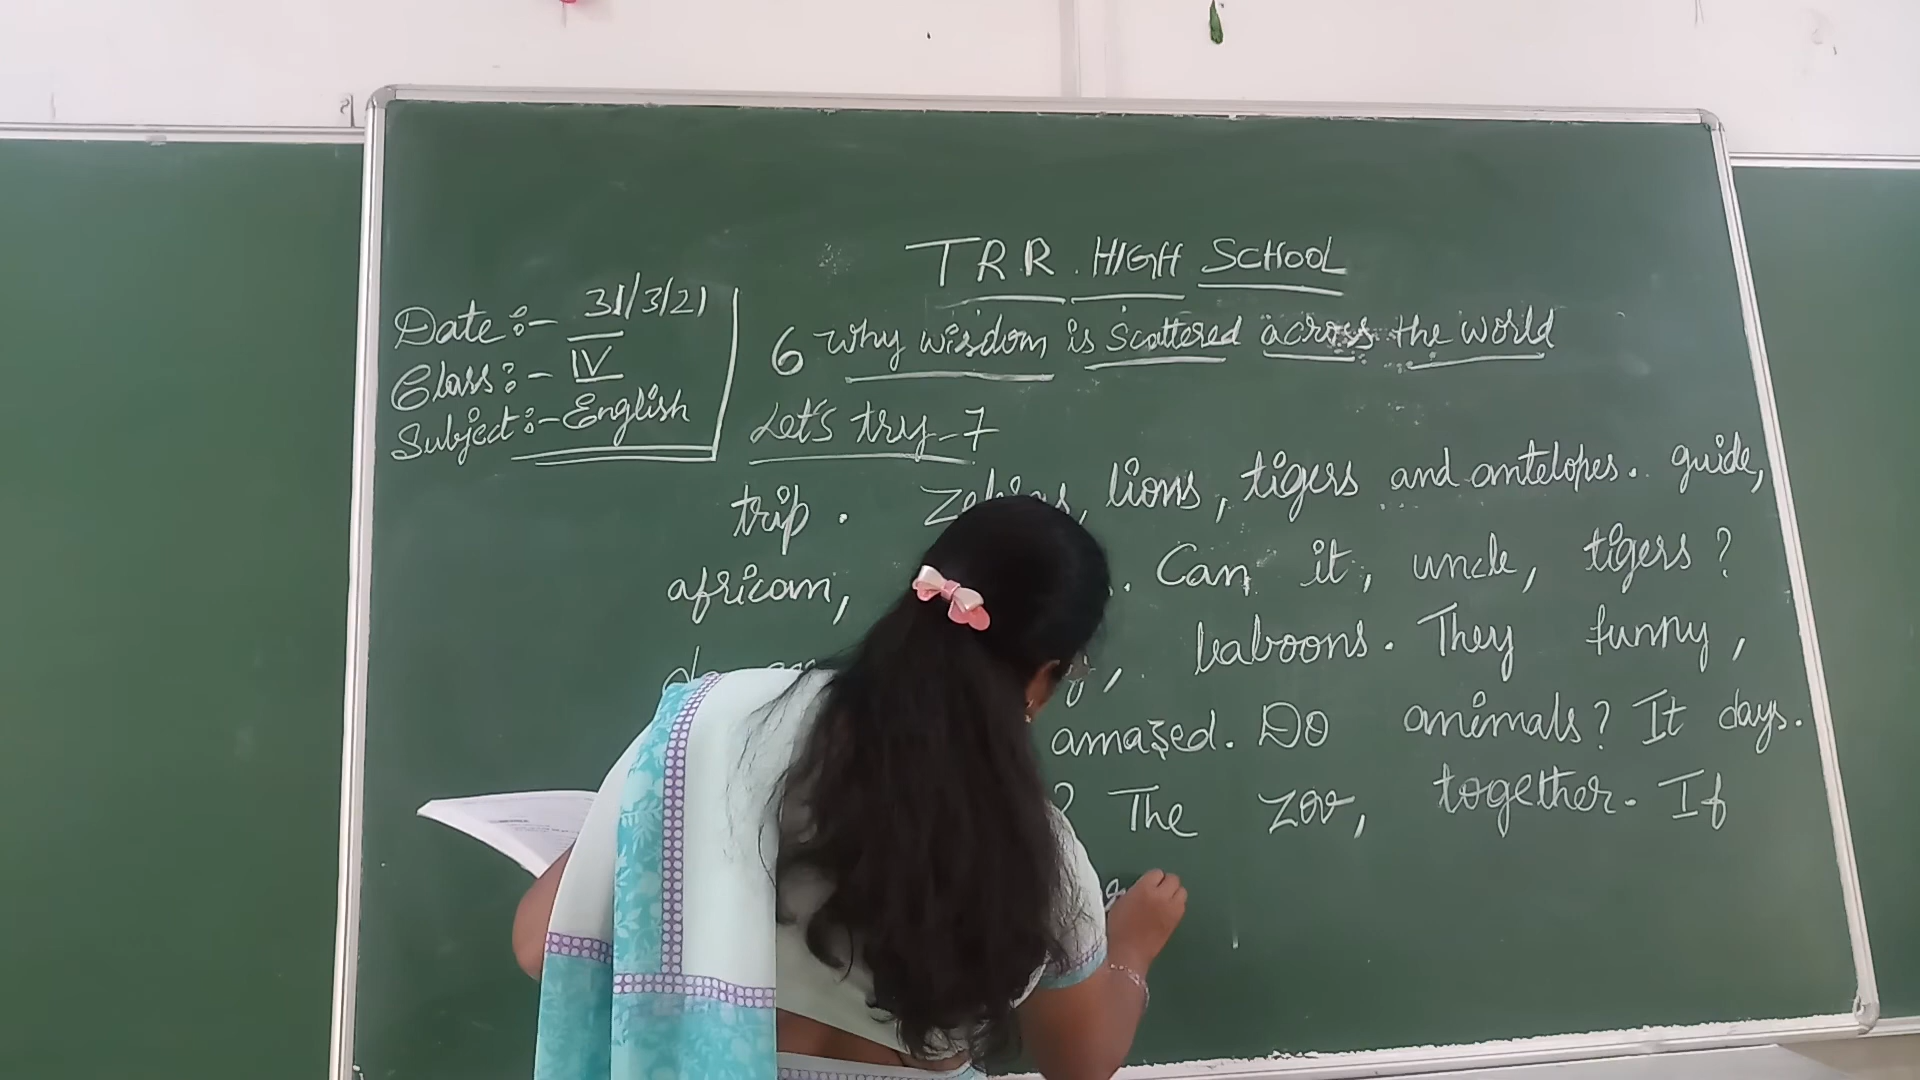 T.R.R. HIGH SCHOOL
Date:- 31/3/21
Class:- IV
Subject:- English
6 Why wisdom is scattered across the world
Let's try-7
trip. Zebras, lions, tigers and antelopes. guide,
african, . Can it, uncle, tigers?
baboons. They funny,
amazed. Do animals? It days.
? The zoo, together. If